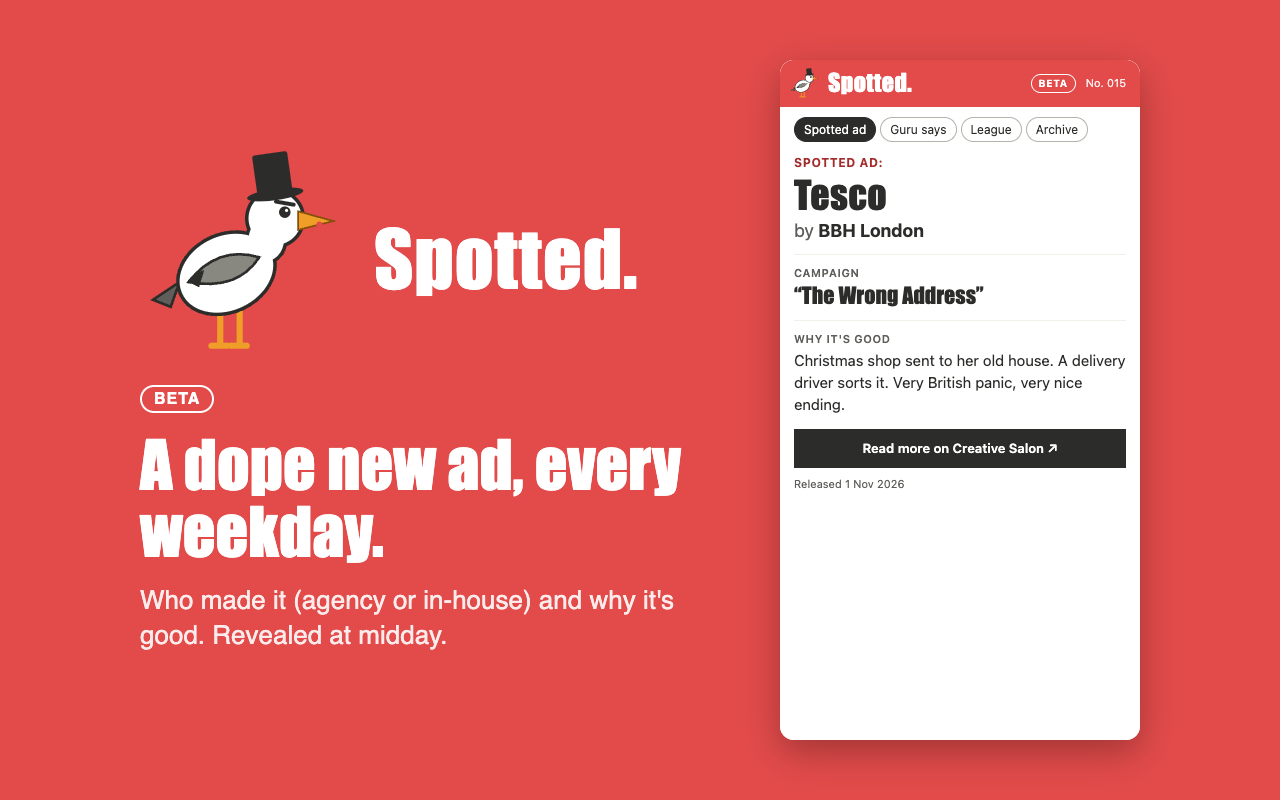 Spotted.
BETA
A dope new ad, every
weekday.
Who made it (agency or in-house) and why it's
good. Revealed at midday.
Spotted.
BETA
No. 015
Spotted ad
Guru says
League
Archive
SPOTTED AD:
Tesco
by BBH London
CAMPAIGN
“The Wrong Address”
WHY IT'S GOOD
Christmas shop sent to her old house. A delivery
driver sorts it. Very British panic, very nice
ending.
Read more on Creative Salon ↗
Released 1 Nov 2026